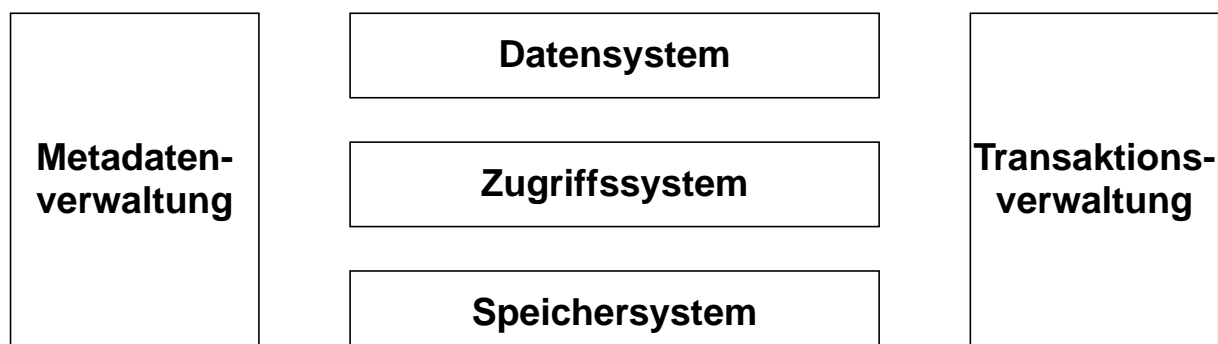 Metadaten-
verwaltung
Datensystem
Zugriffssystem
Speichersystem
Transaktions-
verwaltung